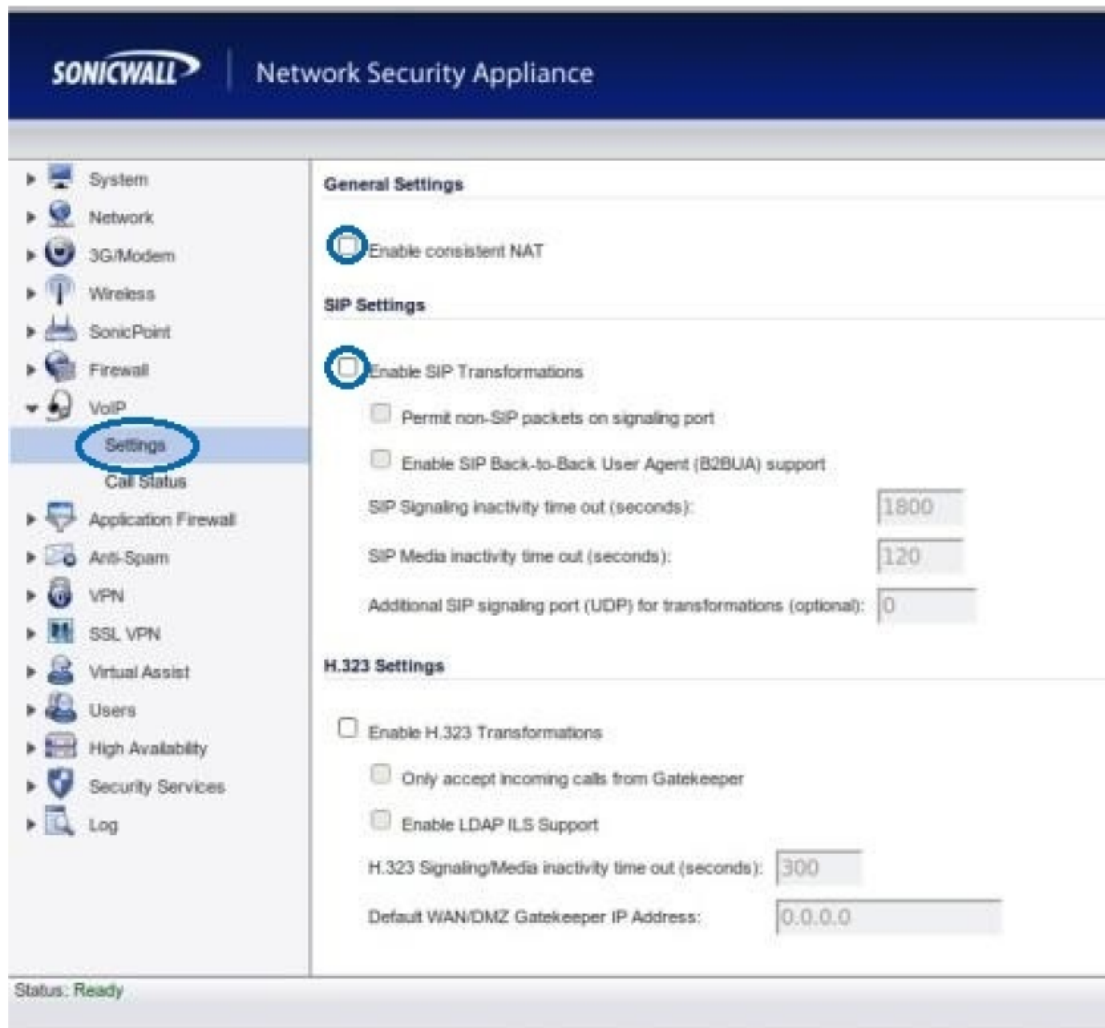 SONICWALL Network Security Appliance
System
Network
3G/Modem
Wireless
SonicPoint
Firewall
VoIP
Settings
Call Status
Application Firewall
Anti-Spam
VPN
SSL VPN
Virtual Assist
Users
High Availability
Security Services
Log
General Settings
Enable consistent NAT
SIP Settings
Enable SIP Transformations
Permit non-SIP packets on signaling port
Enable SIP Back-to-Back User Agent (B2BUA) support
SIP Signaling inactivity time out (seconds): 1800
SIP Media inactivity time out (seconds): 120
Additional SIP signaling port (UDP) for transformations (optional): 0
H.323 Settings
Enable H.323 Transformations
Only accept incoming calls from Gatekeeper
Enable LDAP ILS Support
H.323 Signaling/Media inactivity time out (seconds): 300
Default WAN/DMZ Gatekeeper IP Address: 0.0.0.0
Status: Ready